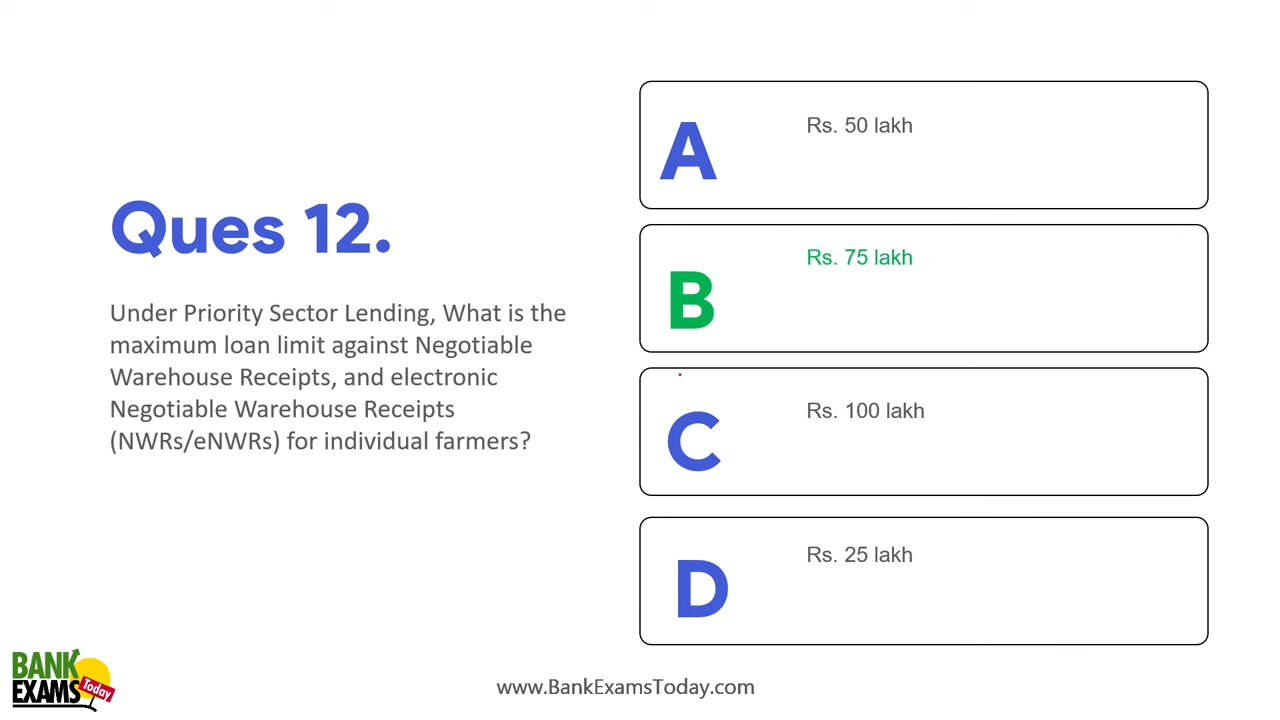 Ques 12.
Under Priority Sector Lending, What is the
maximum loan limit against Negotiable
Warehouse Receipts, and electronic
Negotiable Warehouse Receipts
(NWRs/eNWRs) for individual farmers?
A
Rs. 50 lakh
B
Rs. 75 lakh
C
Rs. 100 lakh
D
Rs. 25 lakh
BANK
EXAMS
Today
www.BankExamsToday.com